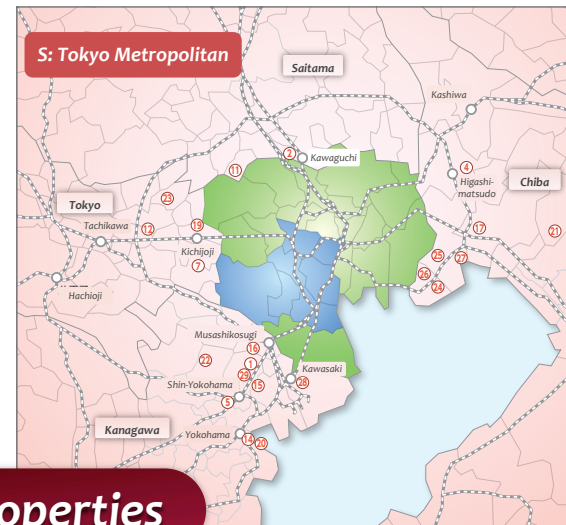 S: Tokyo Metropolitan
Saitama
Kashiwa
2
Kawaguchi
11
4
Higashi-
matsudo
Chiba
23
Tokyo
Tachikawa
12
19
17
21
Kichijoji
7
25
27
26
24
Hachioji
Musashikosugi
16
22
1
29
Kawasaki
28
Shin-Yokohama
15
5
Kanagawa
Yokohama
14
20
operties